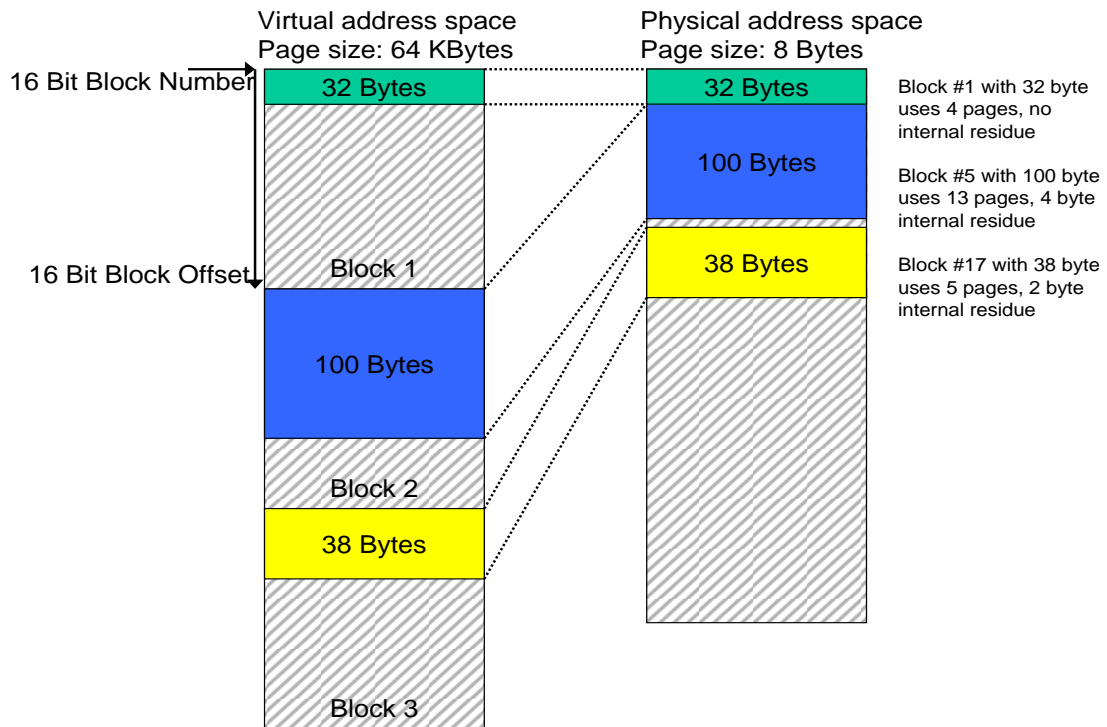 Virtual address space
Page size: 64 KBytes
Physical address space
Page size: 8 Bytes
16 Bit Block Number
16 Bit Block Offset
32 Bytes
Block 1
100 Bytes
Block 2
38 Bytes
Block 3
32 Bytes
100 Bytes
38 Bytes
Block #1 with 32 byte
uses 4 pages, no
internal residue
Block #5 with 100 byte
uses 13 pages, 4 byte
internal residue
Block #17 with 38 byte
uses 5 pages, 2 byte
internal residue